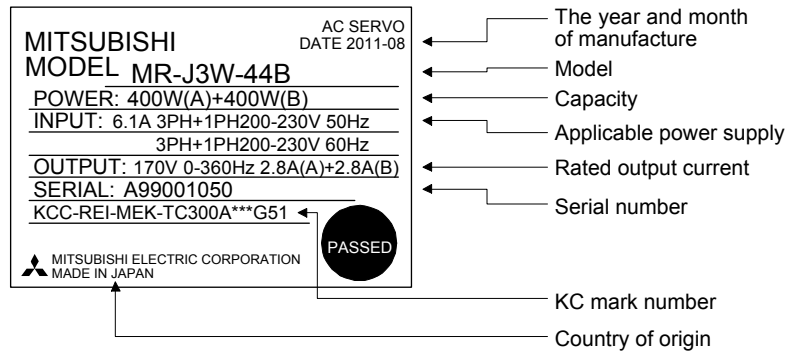 AC SERVO
MITSUBISHI
DATE 2011-08
MODEL MR-J3W-44B
POWER: 400W(A)+400W(B)
INPUT: 6.1A 3PH+1PH200-230V 50Hz
3PH+1PH200-230V 60Hz
OUTPUT: 170V 0-360Hz 2.8A(A)+2.8A(B)
SERIAL: A99001050
KCC-REI-MEK-TC300A***G51
PASSED
MITSUBISHI ELECTRIC CORPORATION
MADE IN JAPAN
The year and month
of manufacture
Model
Capacity
Applicable power supply
Rated output current
Serial number
KC mark number
Country of origin